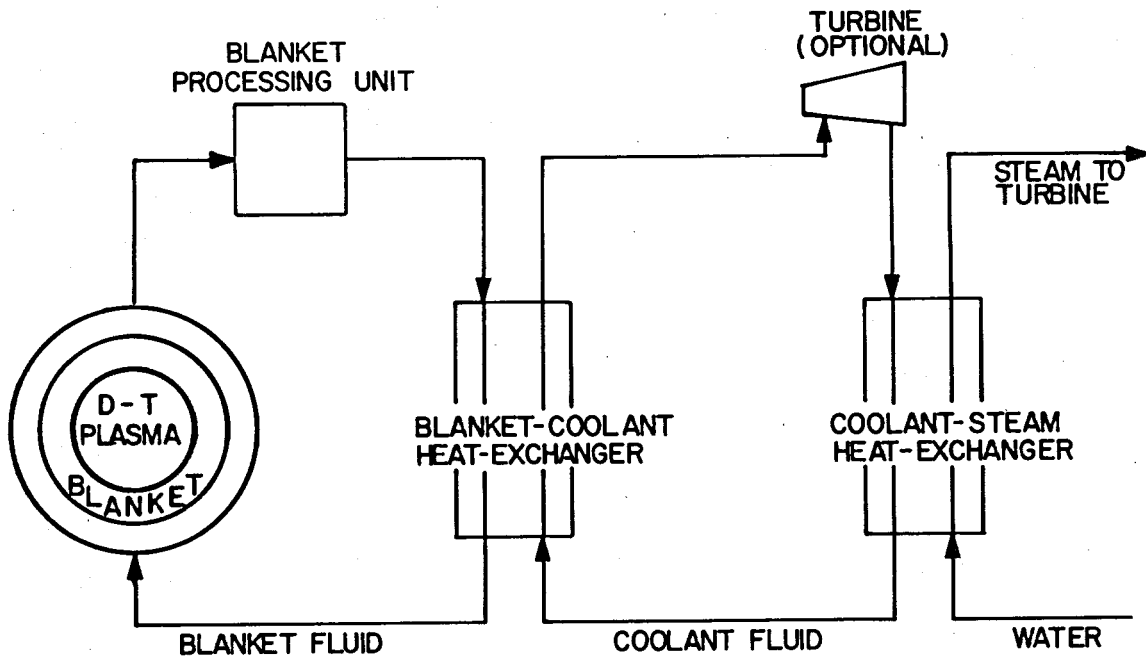 TURBINE
(OPTIONAL)
BLANKET
PROCESSING UNIT
STEAM TO
TURBINE
D-T
PLASMA
BLANKET
BLANKET-COOLANT
HEAT-EXCHANGER
COOLANT-STEAM
HEAT-EXCHANGER
BLANKET FLUID
COOLANT FLUID
WATER